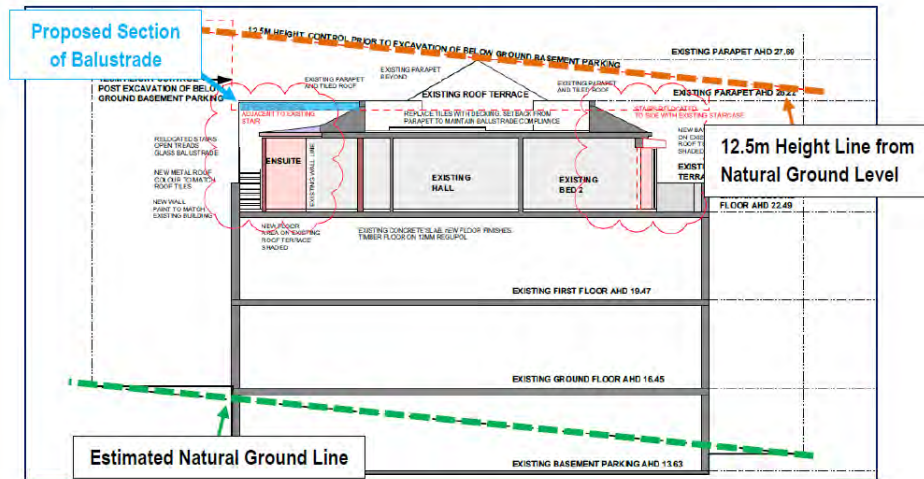 Proposed Section
of Balustrade
12.5M HEIGHT CONTROL PRIOR TO EXCAVATION OF BELOW GROUND BASEMENT PARKING
EXISTING PARAPET AHD 27.80
POST EXCAVATION OF BELOW
GROUND BASEMENT PARKING
EXISTING PARAPET
AND TILED ROOF
EXISTING PARAPET
BEYOND
EXISTING PARAPET
AND TILED ROOF
EXISTING ROOF TERRACE
EXISTING PARAPET AHD
ADJACENT TO EXISTING
STAIR
REPLACE TILES WITH DECKING, SETBACK FROM
PARAPET TO MAINTAIN BALUSTRADE COMPLIANCE
STAIRS RELOCATED
TO SIDE WITH EXISTING STAIRCASE
RELOCATED STAIRS
OPEN TREADS
GLASS BALUSTRADE
NEW METAL ROOF
COLOUR TO MATCH
ROOF TILES
NEW WALL
PAINT TO MATCH
EXISTING BUILDING
ENSUITE
EXISTING WALL LINE
EXISTING
HALL
EXISTING
BED 2
12.5m Height Line from
Natural Ground Level
FLOOR AHD 22.49
NEW FLOOR
AREA ON EXISTING
ROOF TERRACE
SHADED
EXISTING CONCRETE SLAB, NEW FLOOR FINISHES.
TIMBER FLOOR ON 12MM REGUPOL
EXISTING FIRST FLOOR AHD 19.47
EXISTING GROUND FLOOR AHD 16.45
Estimated Natural Ground Line
EXISTING BASEMENT PARKING AHD 13.63